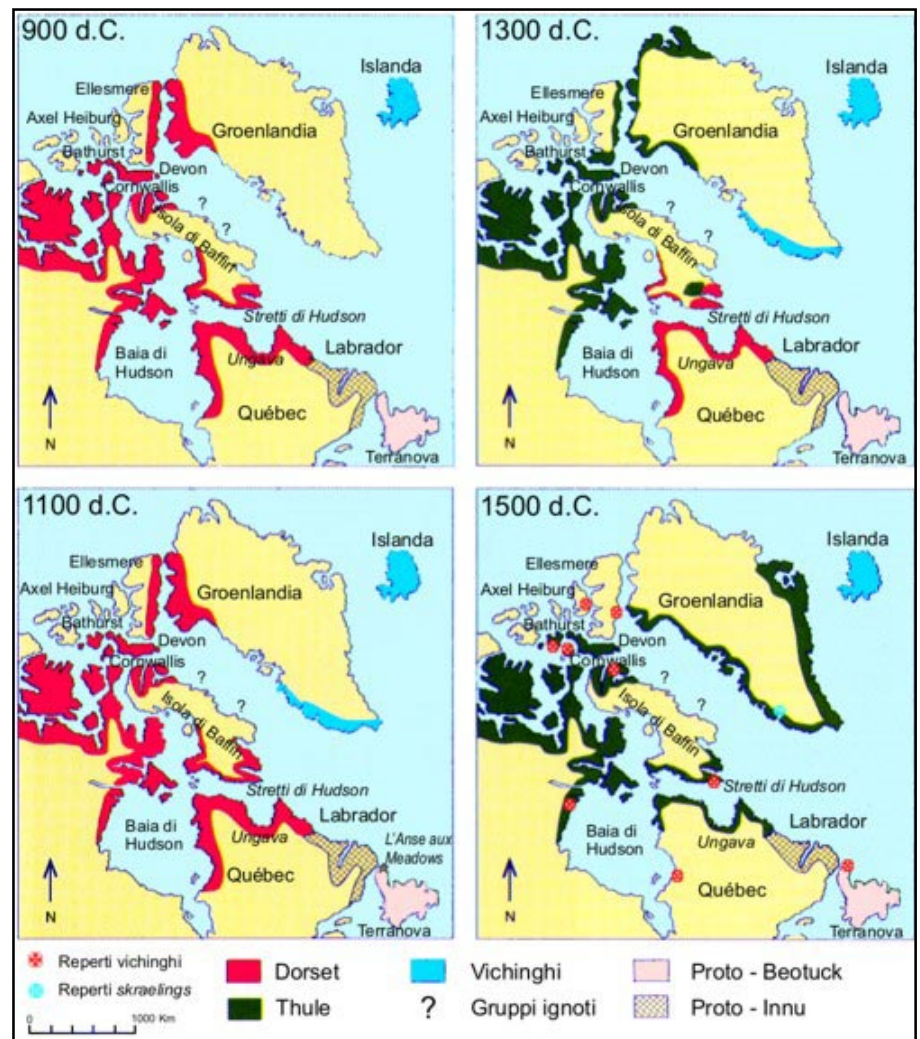 900 d.C.
Islanda
Ellesmere
Axel Heiburg
Groenlandia
Bathurst
Devon
Cornwallis
?
?
Isola di Baffin
Stretti di Hudson
Baia di
Hudson
Ungava
Labrador
Québec
N
Terranova
1300 d.C.
Islanda
Ellesmere
Axel Heiburg
Groenlandia
Bathurst
Devon
Cornwallis
?
?
Isola di Baffin
Stretti di Hudson
Baia di
Hudson
Ungava
Labrador
Québec
N
Terranova
1100 d.C.
Islanda
Ellesmere
Axel Heiburg
Groenlandia
Bathurst
Devon
Cornwallis
?
?
Isola di Baffin
Stretti di Hudson
Baia di
Hudson
Ungava
Labrador
L'Anse aux
Meadows
Québec
N
Terranova
1500 d.C.
Islanda
Ellesmere
Axel Heiburg
Groenlandia
Bathurst
Devon
Cornwallis
?
?
Isola di Baffin
Stretti di Hudson
Baia di
Hudson
Ungava
Labrador
Québec
N
Terranova
Reperti vichinghi
Reperti skraelings
0 1000 Km
Dorset
Thule
Vichinghi
? Gruppi ignoti
Proto - Beotuck
Proto - Innu